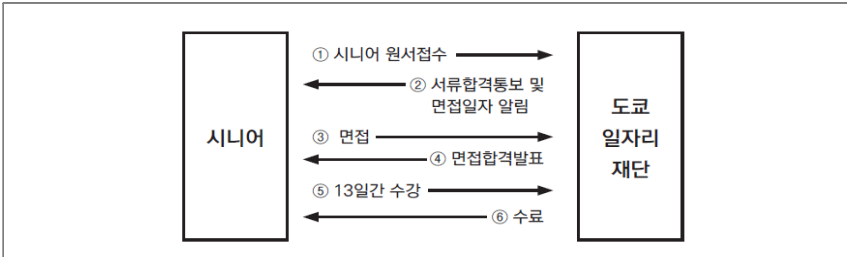 ① 시니어 원서접수
② 서류합격통보 및
면접일자 알림
시니어
③ 면접
④ 면접합격발표
⑤ 13일간 수강
⑥ 수료
도쿄
일자리
재단